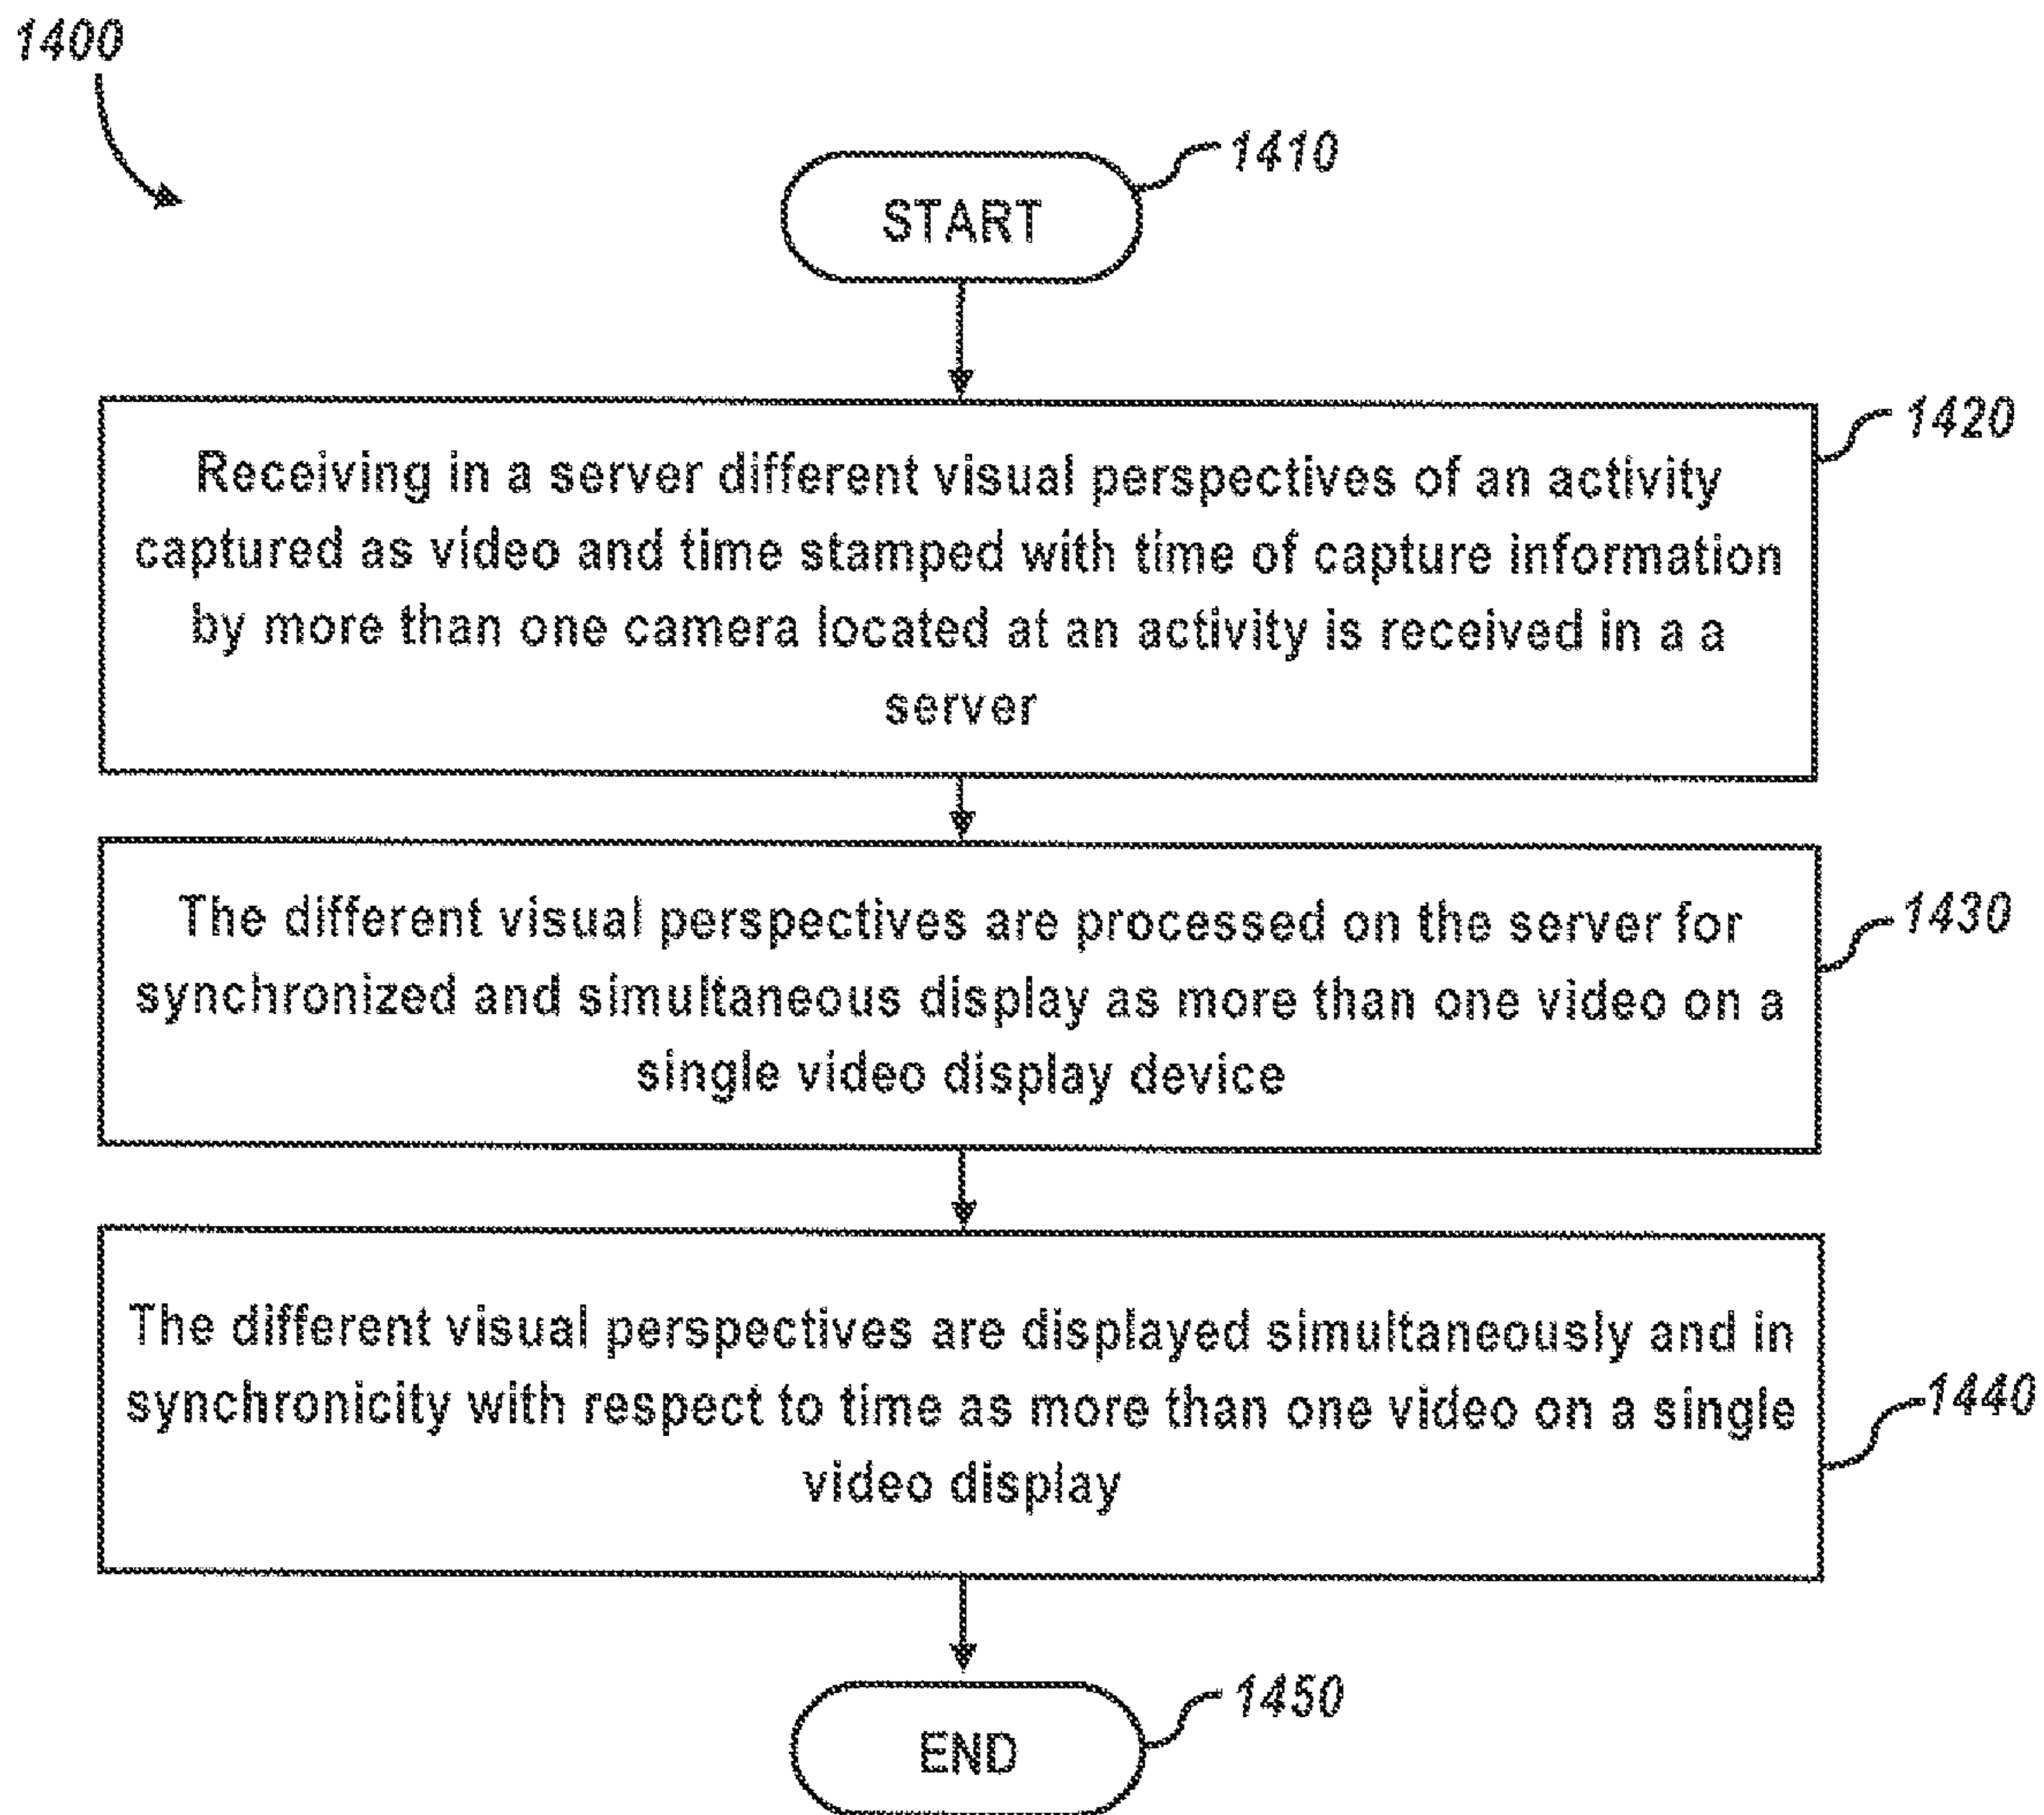 1400
START
1410
Receiving in a server different visual perspectives of an activity
captured as video and time stamped with time of capture information
by more than one camera located at an activity is received in a a
server
1420
The different visual perspectives are processed on the server for
synchronized and simultaneous display as more than one video on a
single video display device
1430
The different visual perspectives are displayed simultaneously and in
synchronicity with respect to time as more than one video on a single
video display
1440
END
1450